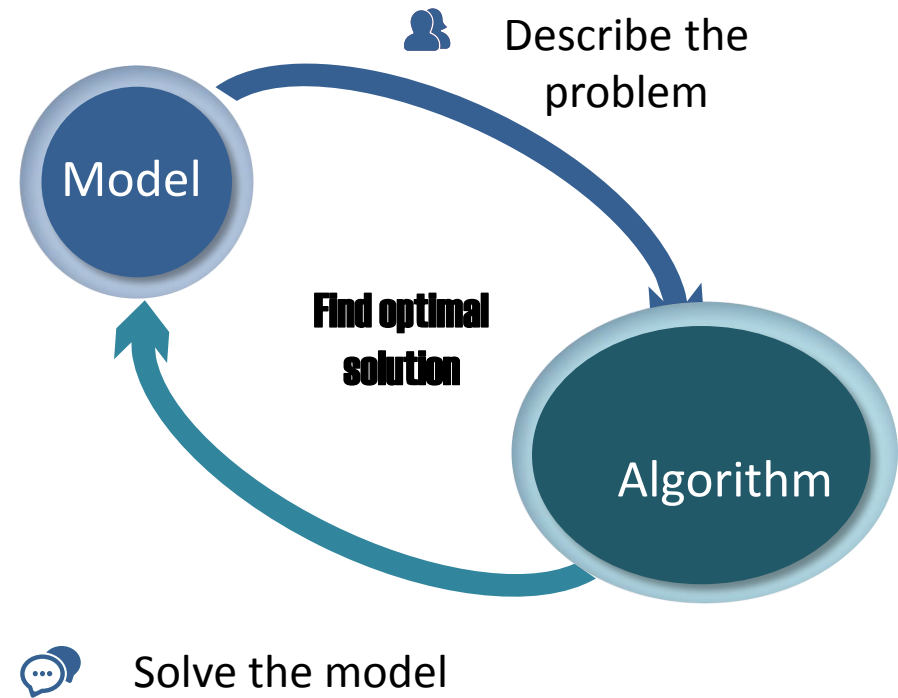 Describe the
problem
Model
Find optimal
solution
Algorithm
Solve the model